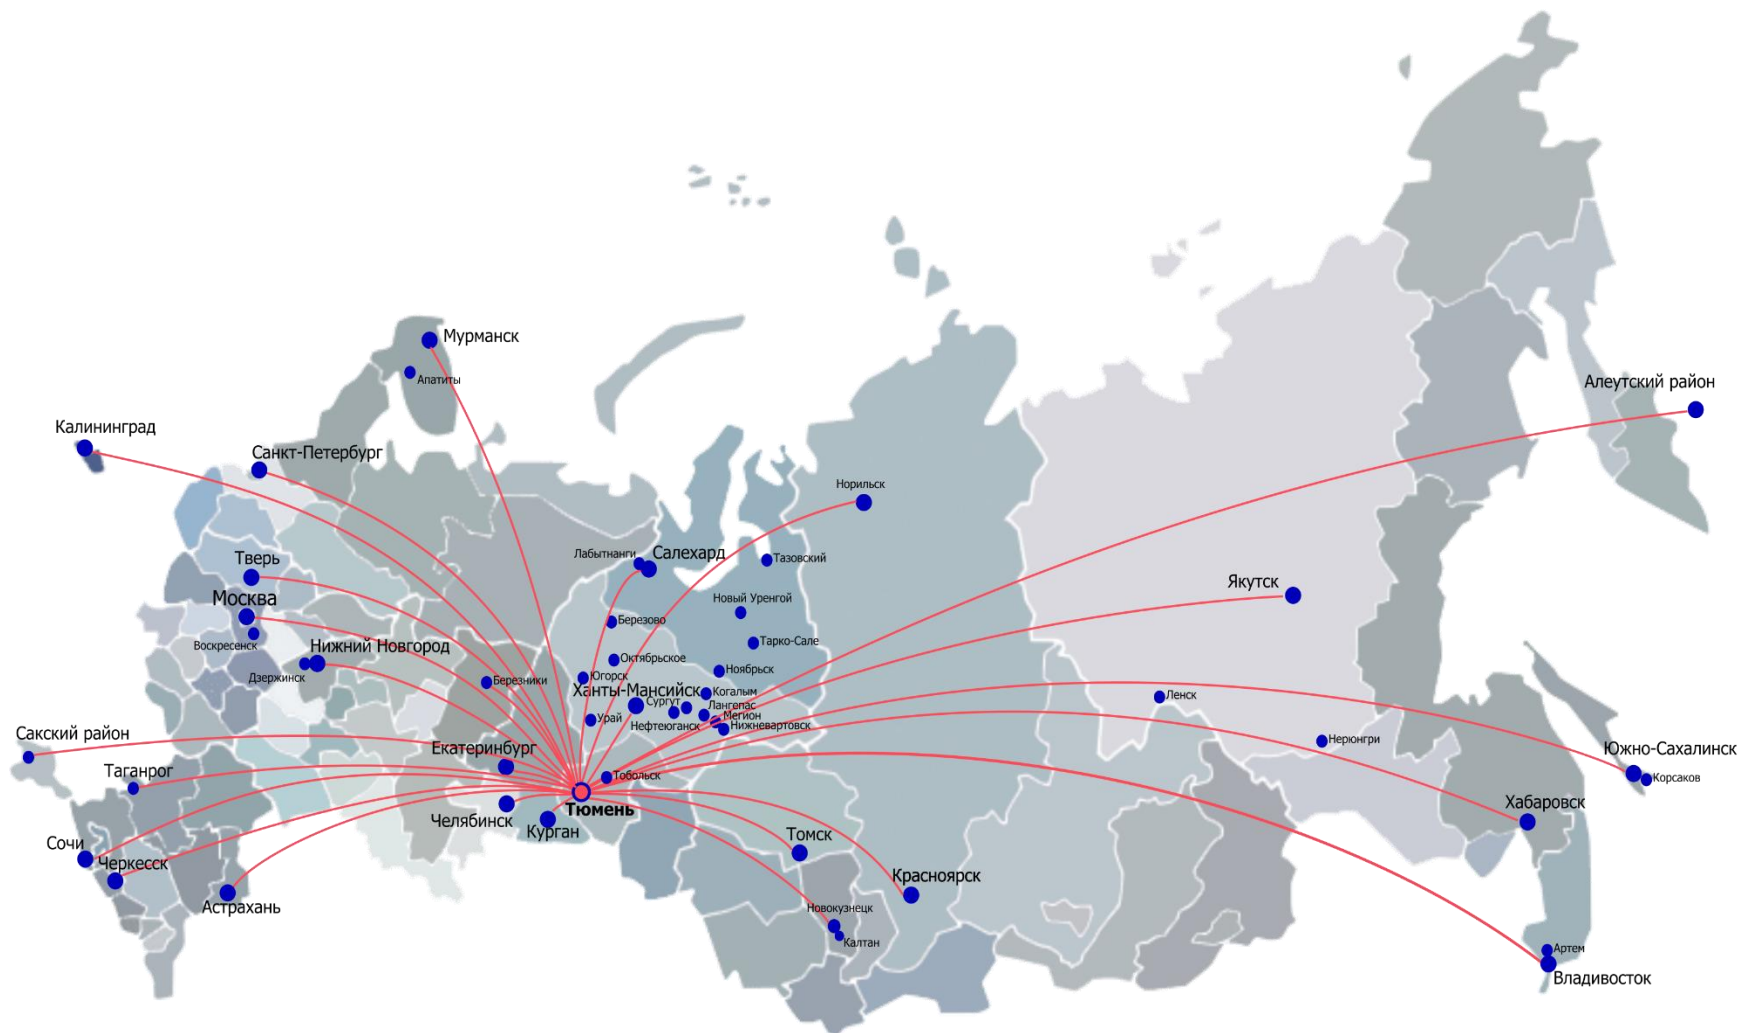 Мурманск
Апатиты
Алеутский район
Калининград
Санкт-Петербург
Норильск
Лабытнанги
Салехард
Тазовский
Тверь
Якутск
Москва
Новый Уренгой
Березово
Воскресенск
Нижний Новгород
Тарко-Сале
Октябрьское
Дзержинск
Ноябрьск
Югорск
Березники
Ханты-Мансийск
Когалым
Ленск
Сургут
Лангепас
Мегион
Урай
Нефтеюганск
Нижневартовск
Сакский район
Нерюнгри
Екатеринбург
Южно-Сахалинск
Таганрог
Тобольск
Корсаков
Тюмень
Хабаровск
Челябинск
Курган
Томск
Сочи
Черкесск
Красноярск
Астрахань
Новокузнецк
Калтан
Артем
Владивосток